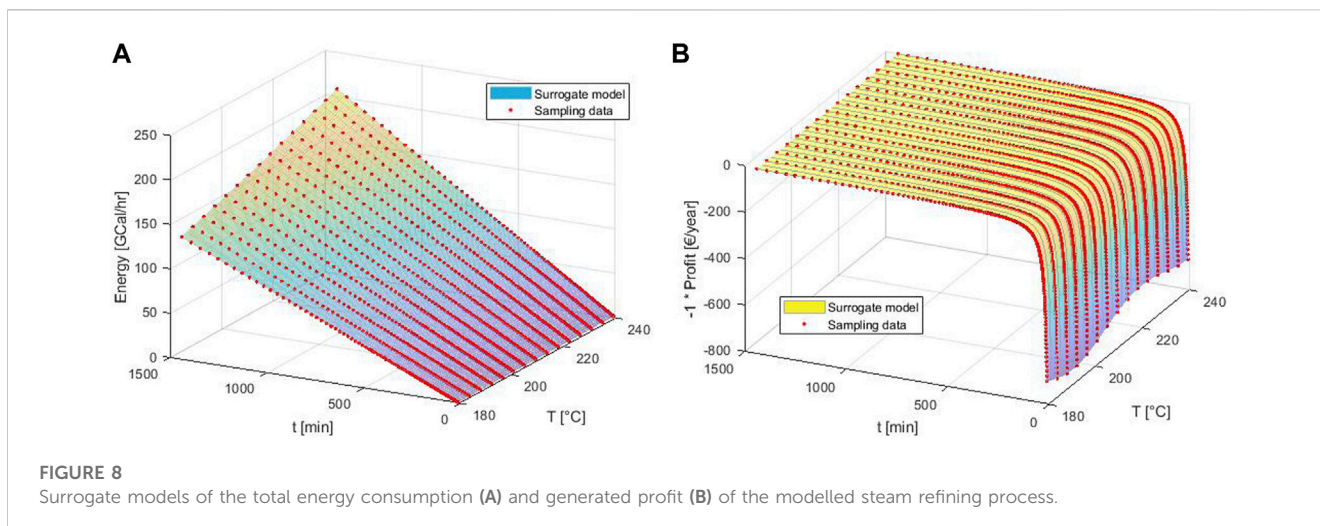 A
B
Surrogate model
Sampling data
Energy [GCal/hr]
250
200
150
100
50
0
1500
1000
500
0
t [min]
180
200
220
240
T [°C]
Surrogate model
Sampling data
-1 * Profit [€/year]
0
-200
-400
-600
-800
1500
1000
500
0
t [min]
180
200
220
240
T [°C]
FIGURE 8
Surrogate models of the total energy consumption (A) and generated profit (B) of the modelled steam refining process.